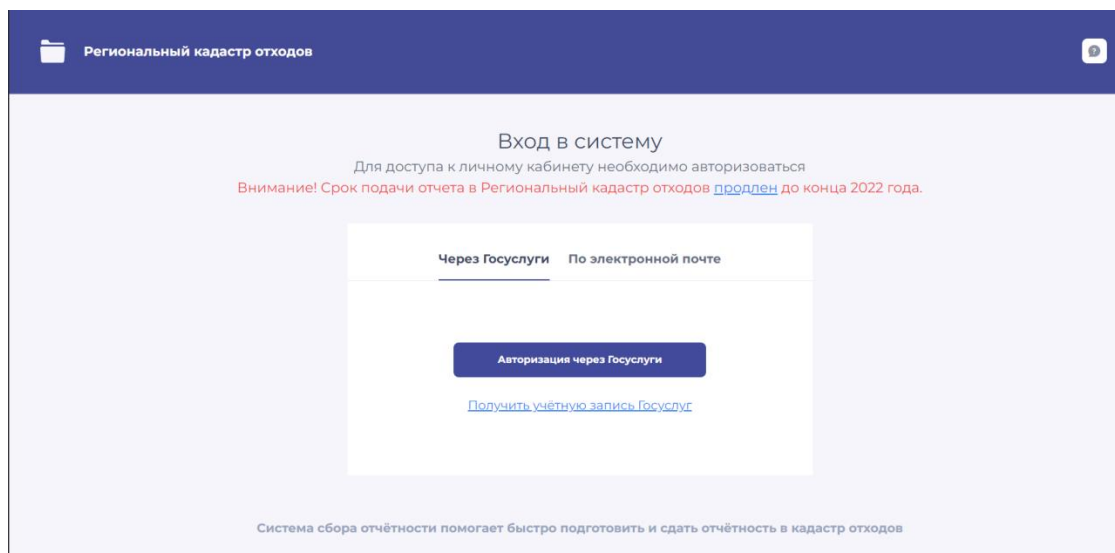 Региональный кадастр отходов
Вход в систему
Для доступа к личному кабинету необходимо авторизоваться
Внимание! Срок подачи отчета в Региональный кадастр отходов продлен до конца 2022 года.
Через Госуслуги По электронной почте
Авторизация через Госуслуги
Получить учётную запись Госуслуг
Система сбора отчётности помогает быстро подготовить и сдать отчётность в кадастр отходов